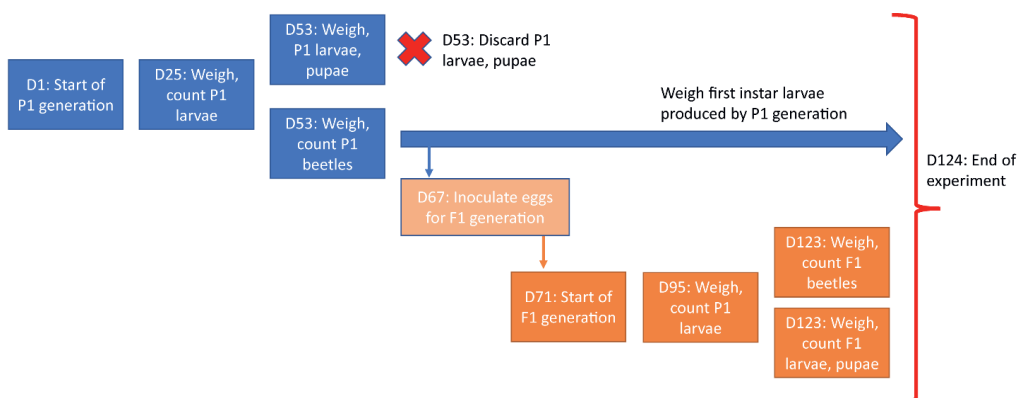 D1: Start of
P1 generation
D25: Weigh,
count P1
larvae
D53: Weigh,
P1 larvae,
pupae
D53: Discard P1
larvae, pupae
D53: Weigh,
count P1
beetles
Weigh first instar larvae
produced by P1 generation
D67: Inoculate eggs
for F1 generation
D71: Start of
F1 generation
D95: Weigh,
count P1
larvae
D123: Weigh,
count F1
beetles
D123: Weigh,
count F1
larvae, pupae
D124: End of
experiment